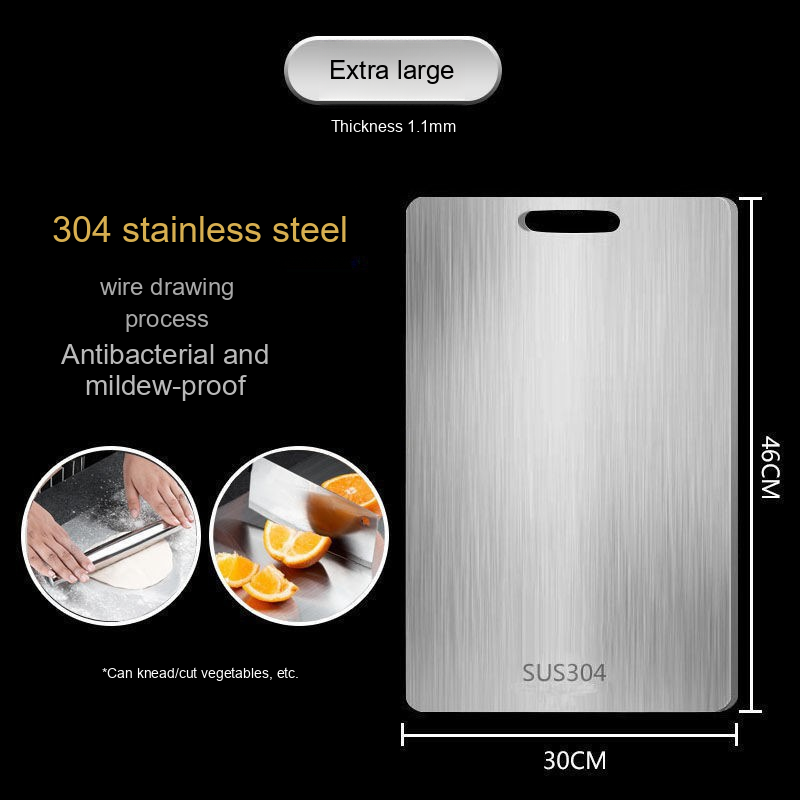 Extra large
Thickness 1.1mm
304 stainless steel
wire drawing
process
Antibacterial and
mildew-proof
*Can knead/cut vegetables, etc.
SUS304
46CM
30CM